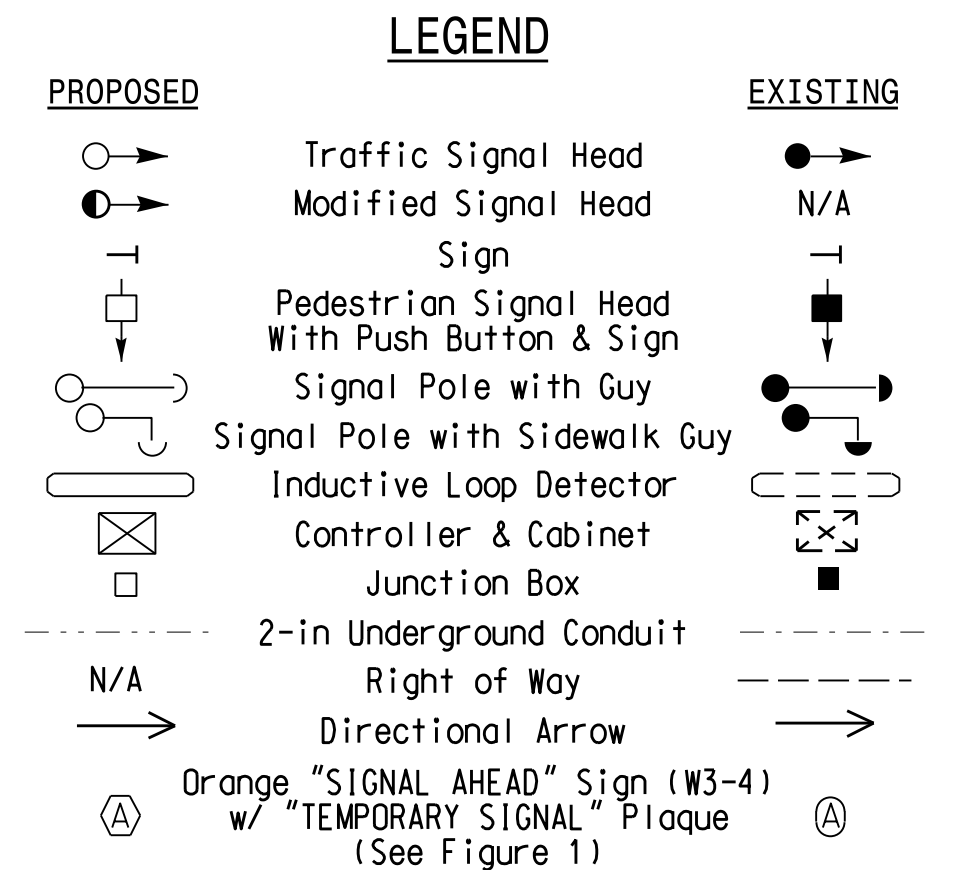 LEGEND
PROPOSED EXISTING
Traffic Signal Head
Modified Signal Head N/A
Sign
Pedestrian Signal Head
With Push Button & Sign
Signal Pole with Guy
Signal Pole with Sidewalk Guy
Inductive Loop Detector
Controller & Cabinet
Junction Box
2-in Underground Conduit
N/A Right of Way
Directional Arrow
Orange "SIGNAL AHEAD" Sign (W3-4)
A w/ "TEMPORARY SIGNAL" Plaque A
(See Figure 1)